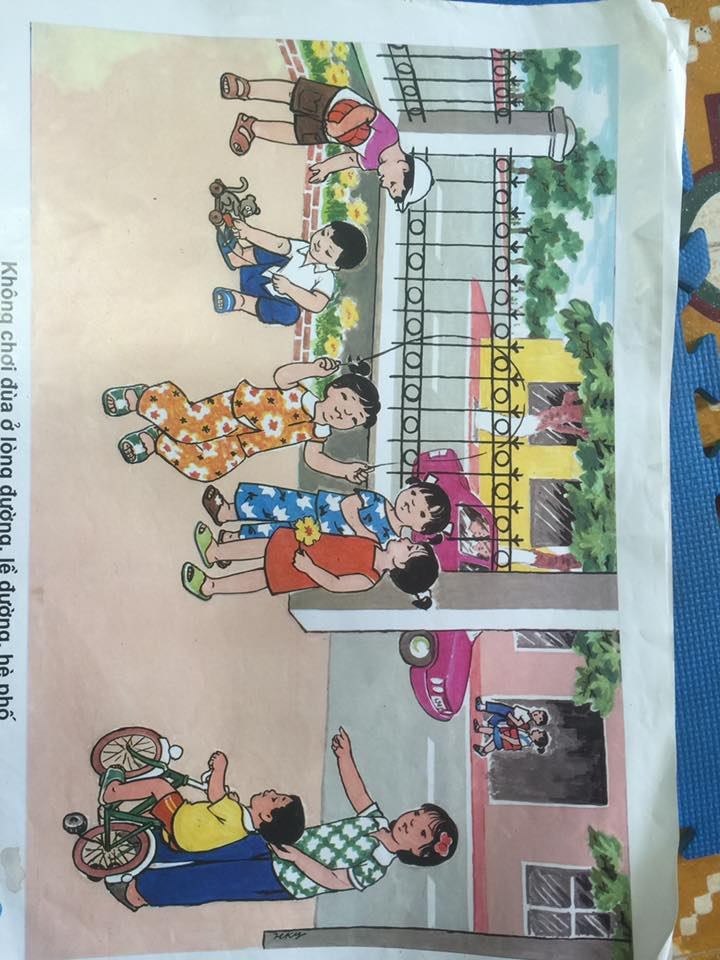 Không chơi đùa ở lòng đường, lề đường, hè phố